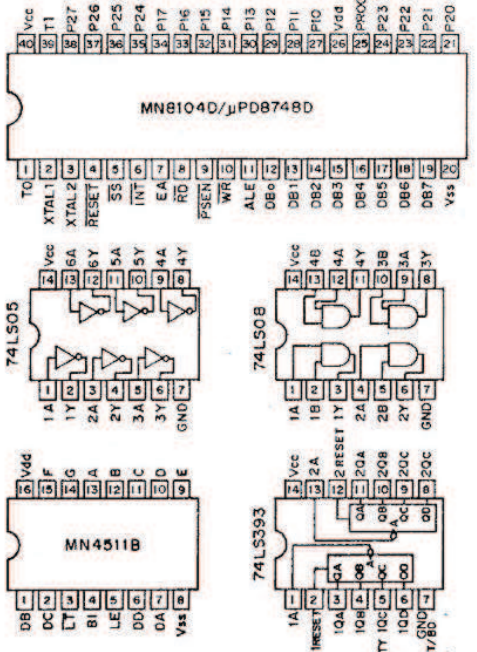 Vcc T1 P27 P26 P25 P24 P17 P16 P15 P14 P13 P12 P11 P10 Vdd PROG P23 P22 P21 P20
40 39 38 37 36 35 34 33 32 31 30 29 28 27 26 25 24 23 22 21
MN8104D/μPD8748D
1 2 3 4 5 6 7 8 9 10 11 12 13 14 15 16 17 18 19 20
TO XTAL1 XTAL2 RESET SS INT EA RD PSEN WR ALE DB0 DB1 DB2 DB3 DB4 DB5 DB6 DB7 Vss
74LS05
Vcc 6A 6Y 5A 5Y 4A 4Y
14 13 12 11 10 9 8
1 2 3 4 5 6 7
1A 1Y 2A 2Y 3A 3Y GND
74LS08
Vcc 4B 4A 4Y 3B 3A 3Y
14 13 12 11 10 9 8
1 2 3 4 5 6 7
1A 1B 1Y 2A 2B 2Y GND
Vdd F G A B C D E
16 15 14 13 12 11 10 9
MN4511B
1 2 3 4 5 6 7 8
DB DC LT BI LE DD DA Vss
74LS393
Vcc 2A 2RESET 2QA 2QB 2QC 2QC
14 13 12 11 10 9 8
QA QB QC QD
A
A
QA QB QC QD
1 2 3 4 5 6 7
1A 1RESET 1QA 1QB 1QC 1QD GND